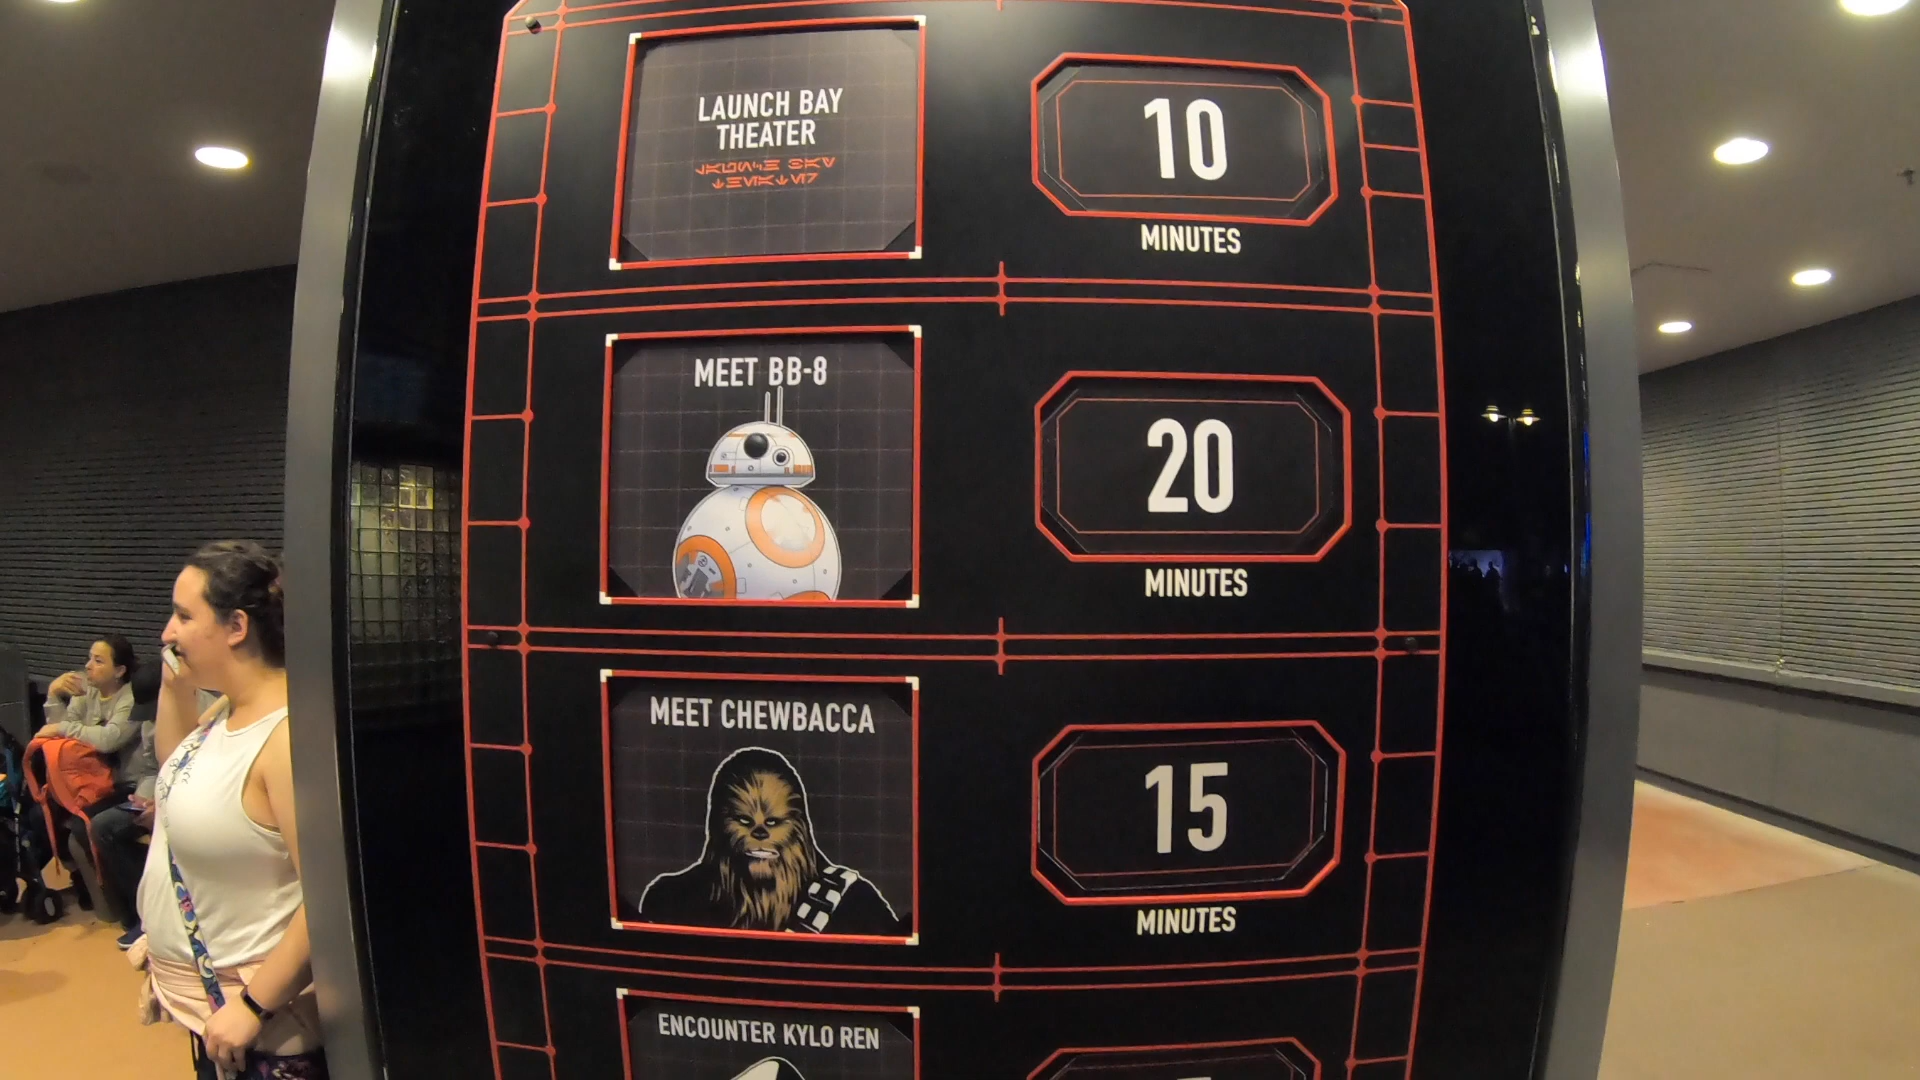 LAUNCH BAY
THEATER
10
MINUTES
MEET BB-8
20
MINUTES
MEET CHEWBACCA
15
MINUTES
ENCOUNTER KYLO REN